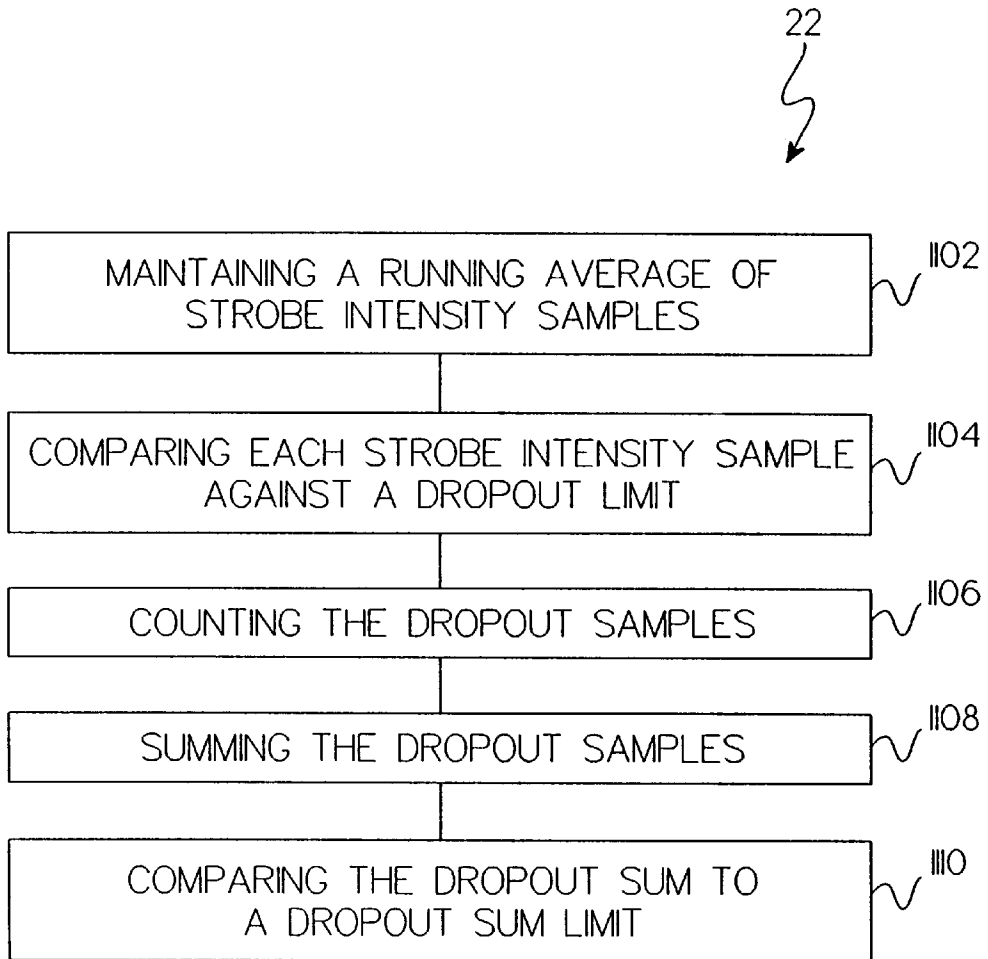 22
MAINTAINING A RUNNING AVERAGE OF
STROBE INTENSITY SAMPLES
1102
COMPARING EACH STROBE INTENSITY SAMPLE
AGAINST A DROPOUT LIMIT
1104
COUNTING THE DROPOUT SAMPLES
1106
SUMMING THE DROPOUT SAMPLES
1108
COMPARING THE DROPOUT SUM TO
A DROPOUT SUM LIMIT
1110